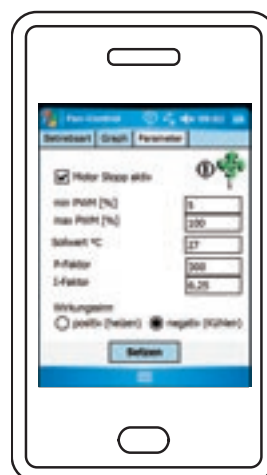 Fan-Control
Betriebsart Graph Parameter
Motor Stopp aktiv
min PWM [%] 5
max PWM [%] 100
Sollwert °C 27
P-Faktor 300
I-Faktor 6,25
Wirkungssinn
positiv (heizen) negativ (kühlen)
Setzen